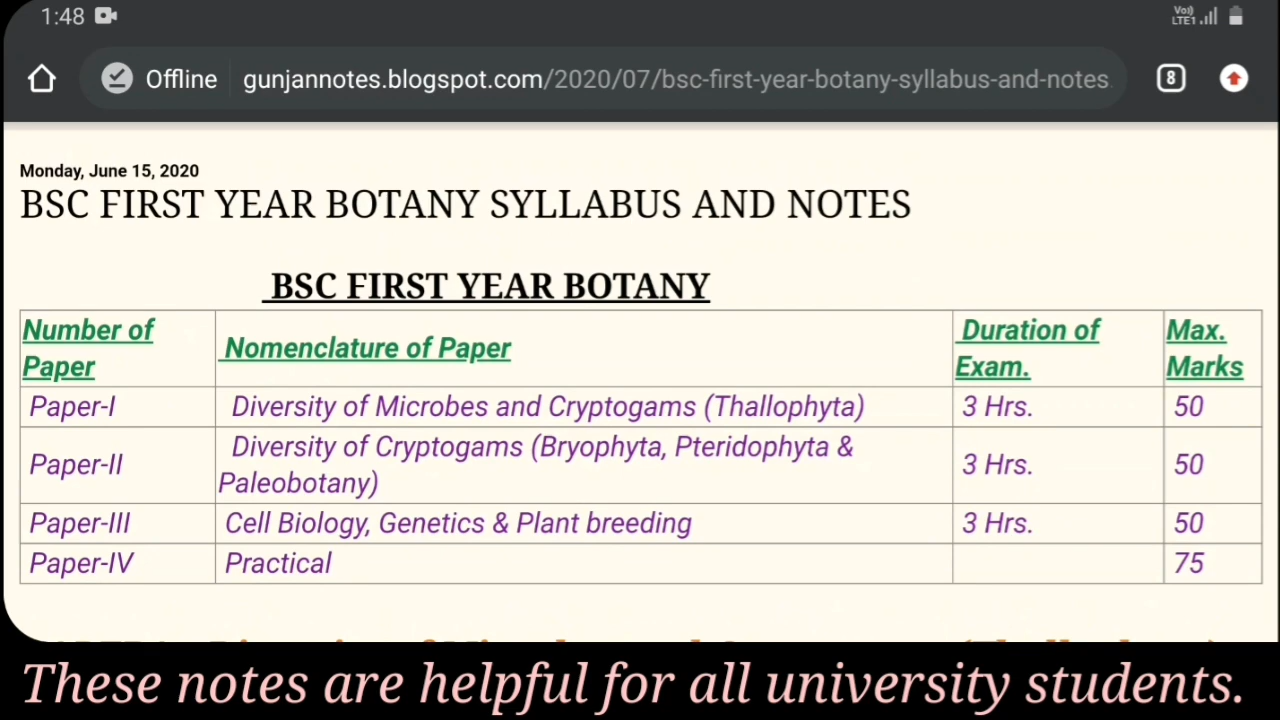 1:48
Vo)) LTE1
Offline gunjannotes.blogspot.com/2020/07/bsc-first-year-botany-syllabus-and-notes. 8
Monday, June 15, 2020
BSC FIRST YEAR BOTANY SYLLABUS AND NOTES
BSC FIRST YEAR BOTANY
Number of Paper Nomenclature of Paper Duration of Exam. Max. Marks
Paper-I Diversity of Microbes and Cryptogams (Thallophyta) 3 Hrs. 50
Paper-II Diversity of Cryptogams (Bryophyta, Pteridophyta & Paleobotany) 3 Hrs. 50
Paper-III Cell Biology, Genetics & Plant breeding 3 Hrs. 50
Paper-IV Practical 75
These notes are helpful for all university students.